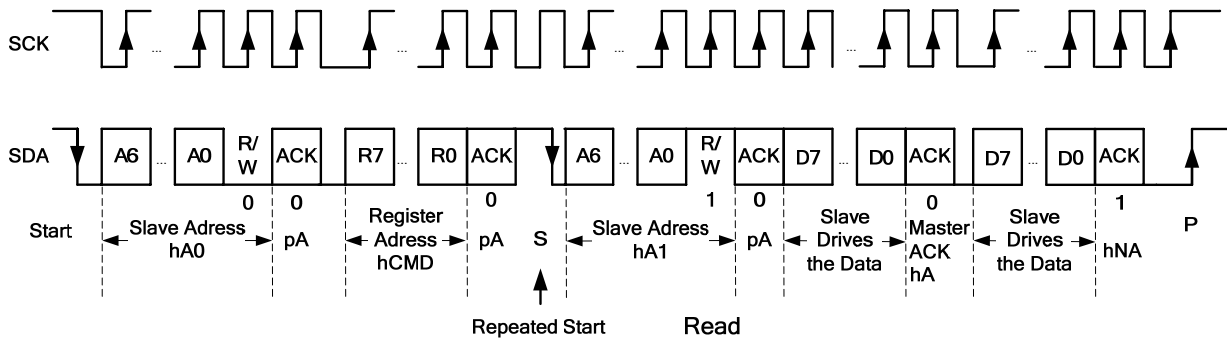 SCK ... ... ... ... ...
SDA A6 ... A0 R/W ACK R7 ... R0 ACK A6 ... A0 R/W ACK D7 ... D0 ACK D7 ... D0 ACK
0 0 0 1 0 0 1
Start
Slave Adress
hA0
pA
Register
Adress
hCMD
pA
S
Slave Adress
hA1
pA
Slave
Drives
the Data
Master
ACK
hA
Slave
Drives
the Data
hNA
P
Repeated Start
Read